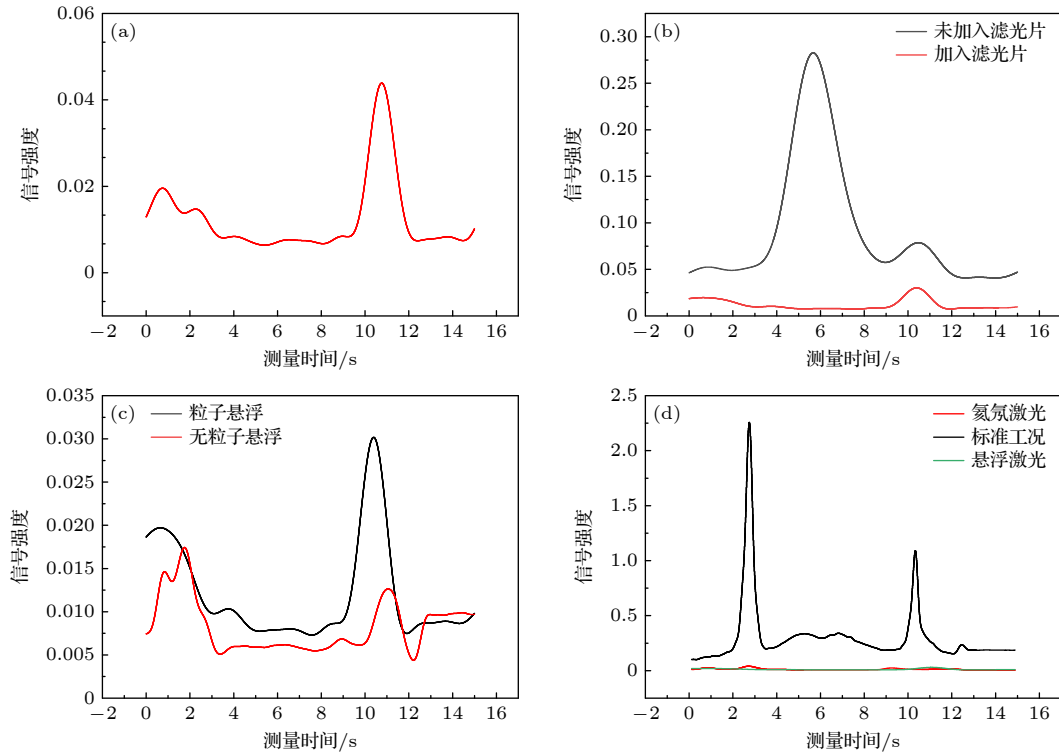 (a)
0.06
0.04
0.02
0
信号强度
−2 0 2 4 6 8 10 12 14 16
测量时间/s
(b)
未加入滤光片
加入滤光片
0.30
0.25
0.20
0.15
0.10
0.05
0
信号强度
−2 0 2 4 6 8 10 12 14 16
测量时间/s
(c)
粒子悬浮
无粒子悬浮
0.035
0.030
0.025
0.020
0.015
0.010
0.005
0
信号强度
−2 0 2 4 6 8 10 12 14 16
测量时间/s
(d)
氦氖激光
标准工况
悬浮激光
2.5
2.0
1.5
1.0
0.5
0
信号强度
−2 0 2 4 6 8 10 12 14 16
测量时间/s